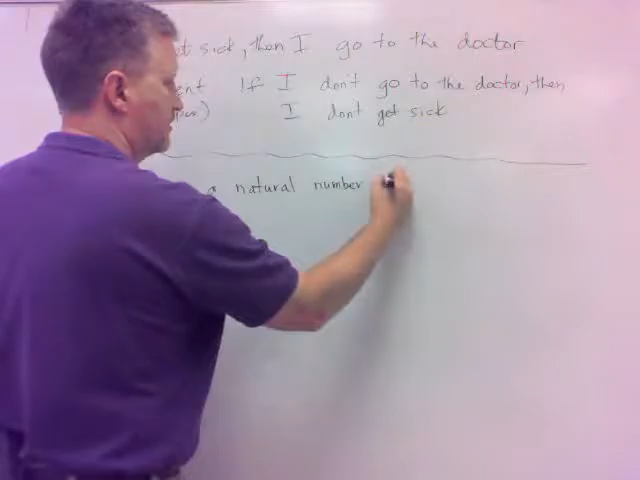 et sick, then I go to the doctor
ent If I don't go to the doctor, then
I don't get sick
a natural number